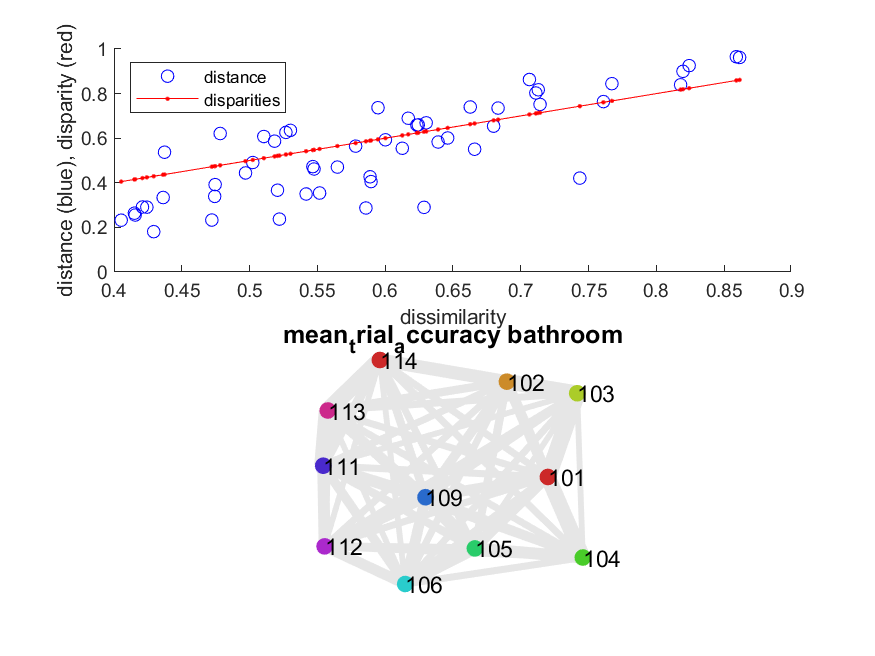 distance (blue), disparity (red)
1
0.8
0.6
0.4
0.2
0
distance
disparities
0.4 0.45 0.5 0.55 0.6 0.65 0.7 0.75 0.8 0.85 0.9
dissimilarity
mean_trial_accuracy bathroom
114
102
103
113
111
101
109
112
105
104
106